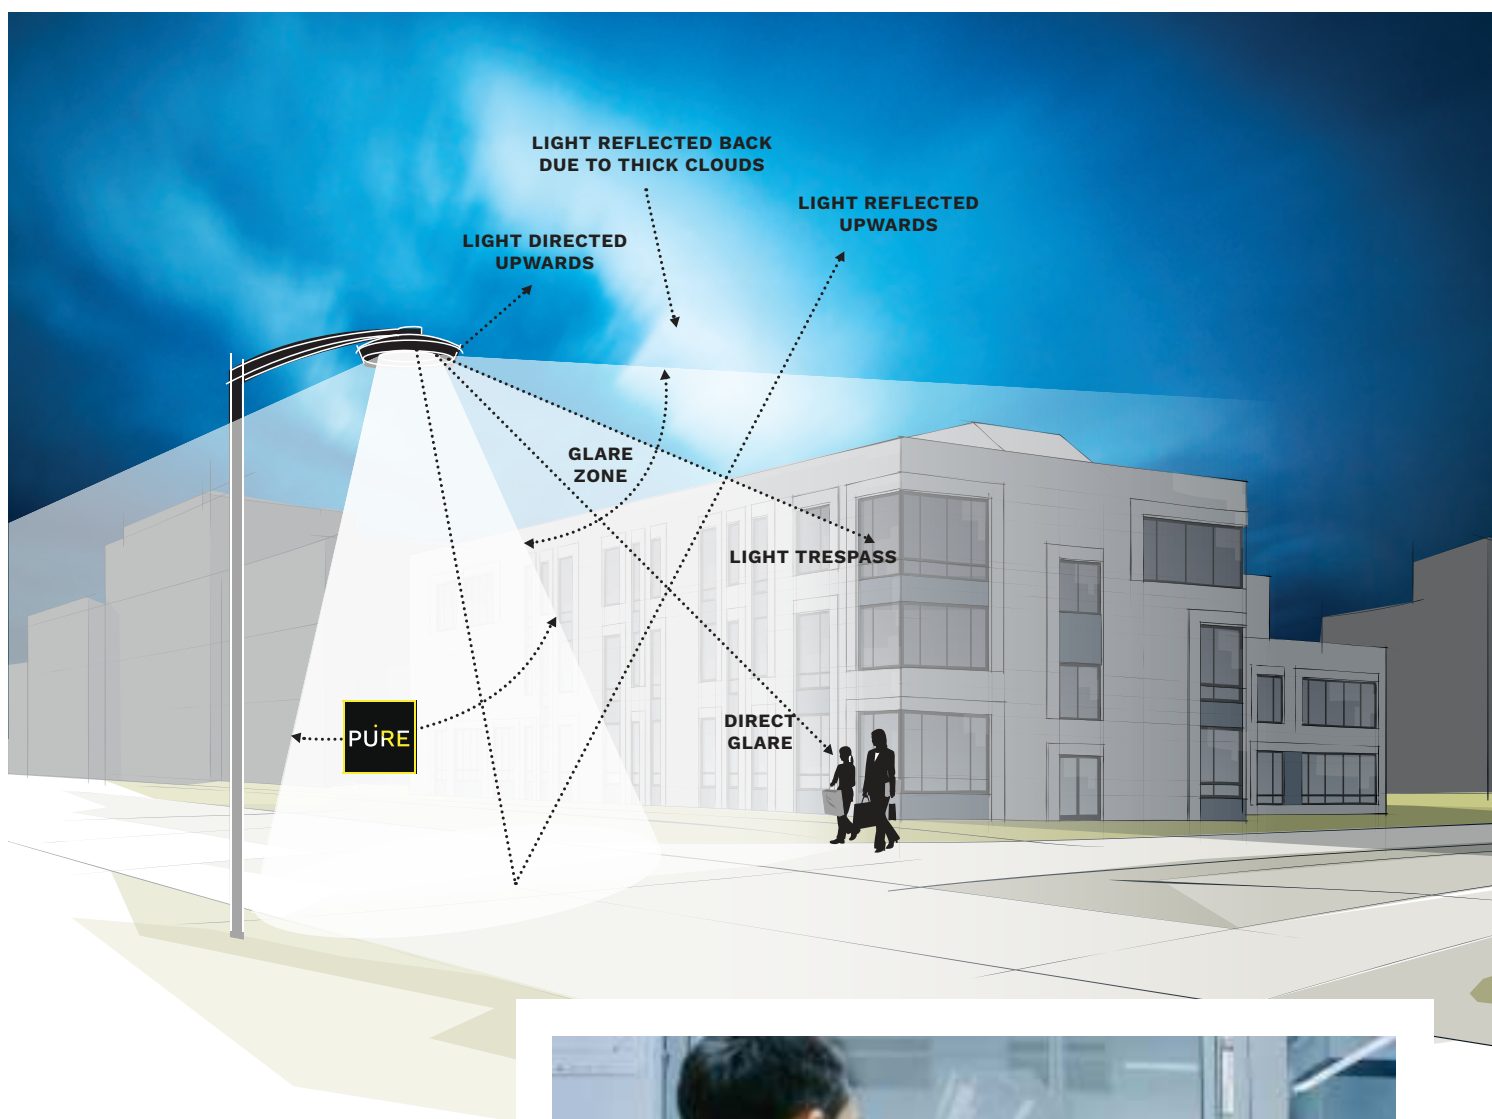 LIGHT REFLECTED BACK
DUE TO THICK CLOUDS
LIGHT REFLECTED
UPWARDS
LIGHT DIRECTED
UPWARDS
GLARE
ZONE
LIGHT TRESPASS
DIRECT
GLARE
PURE